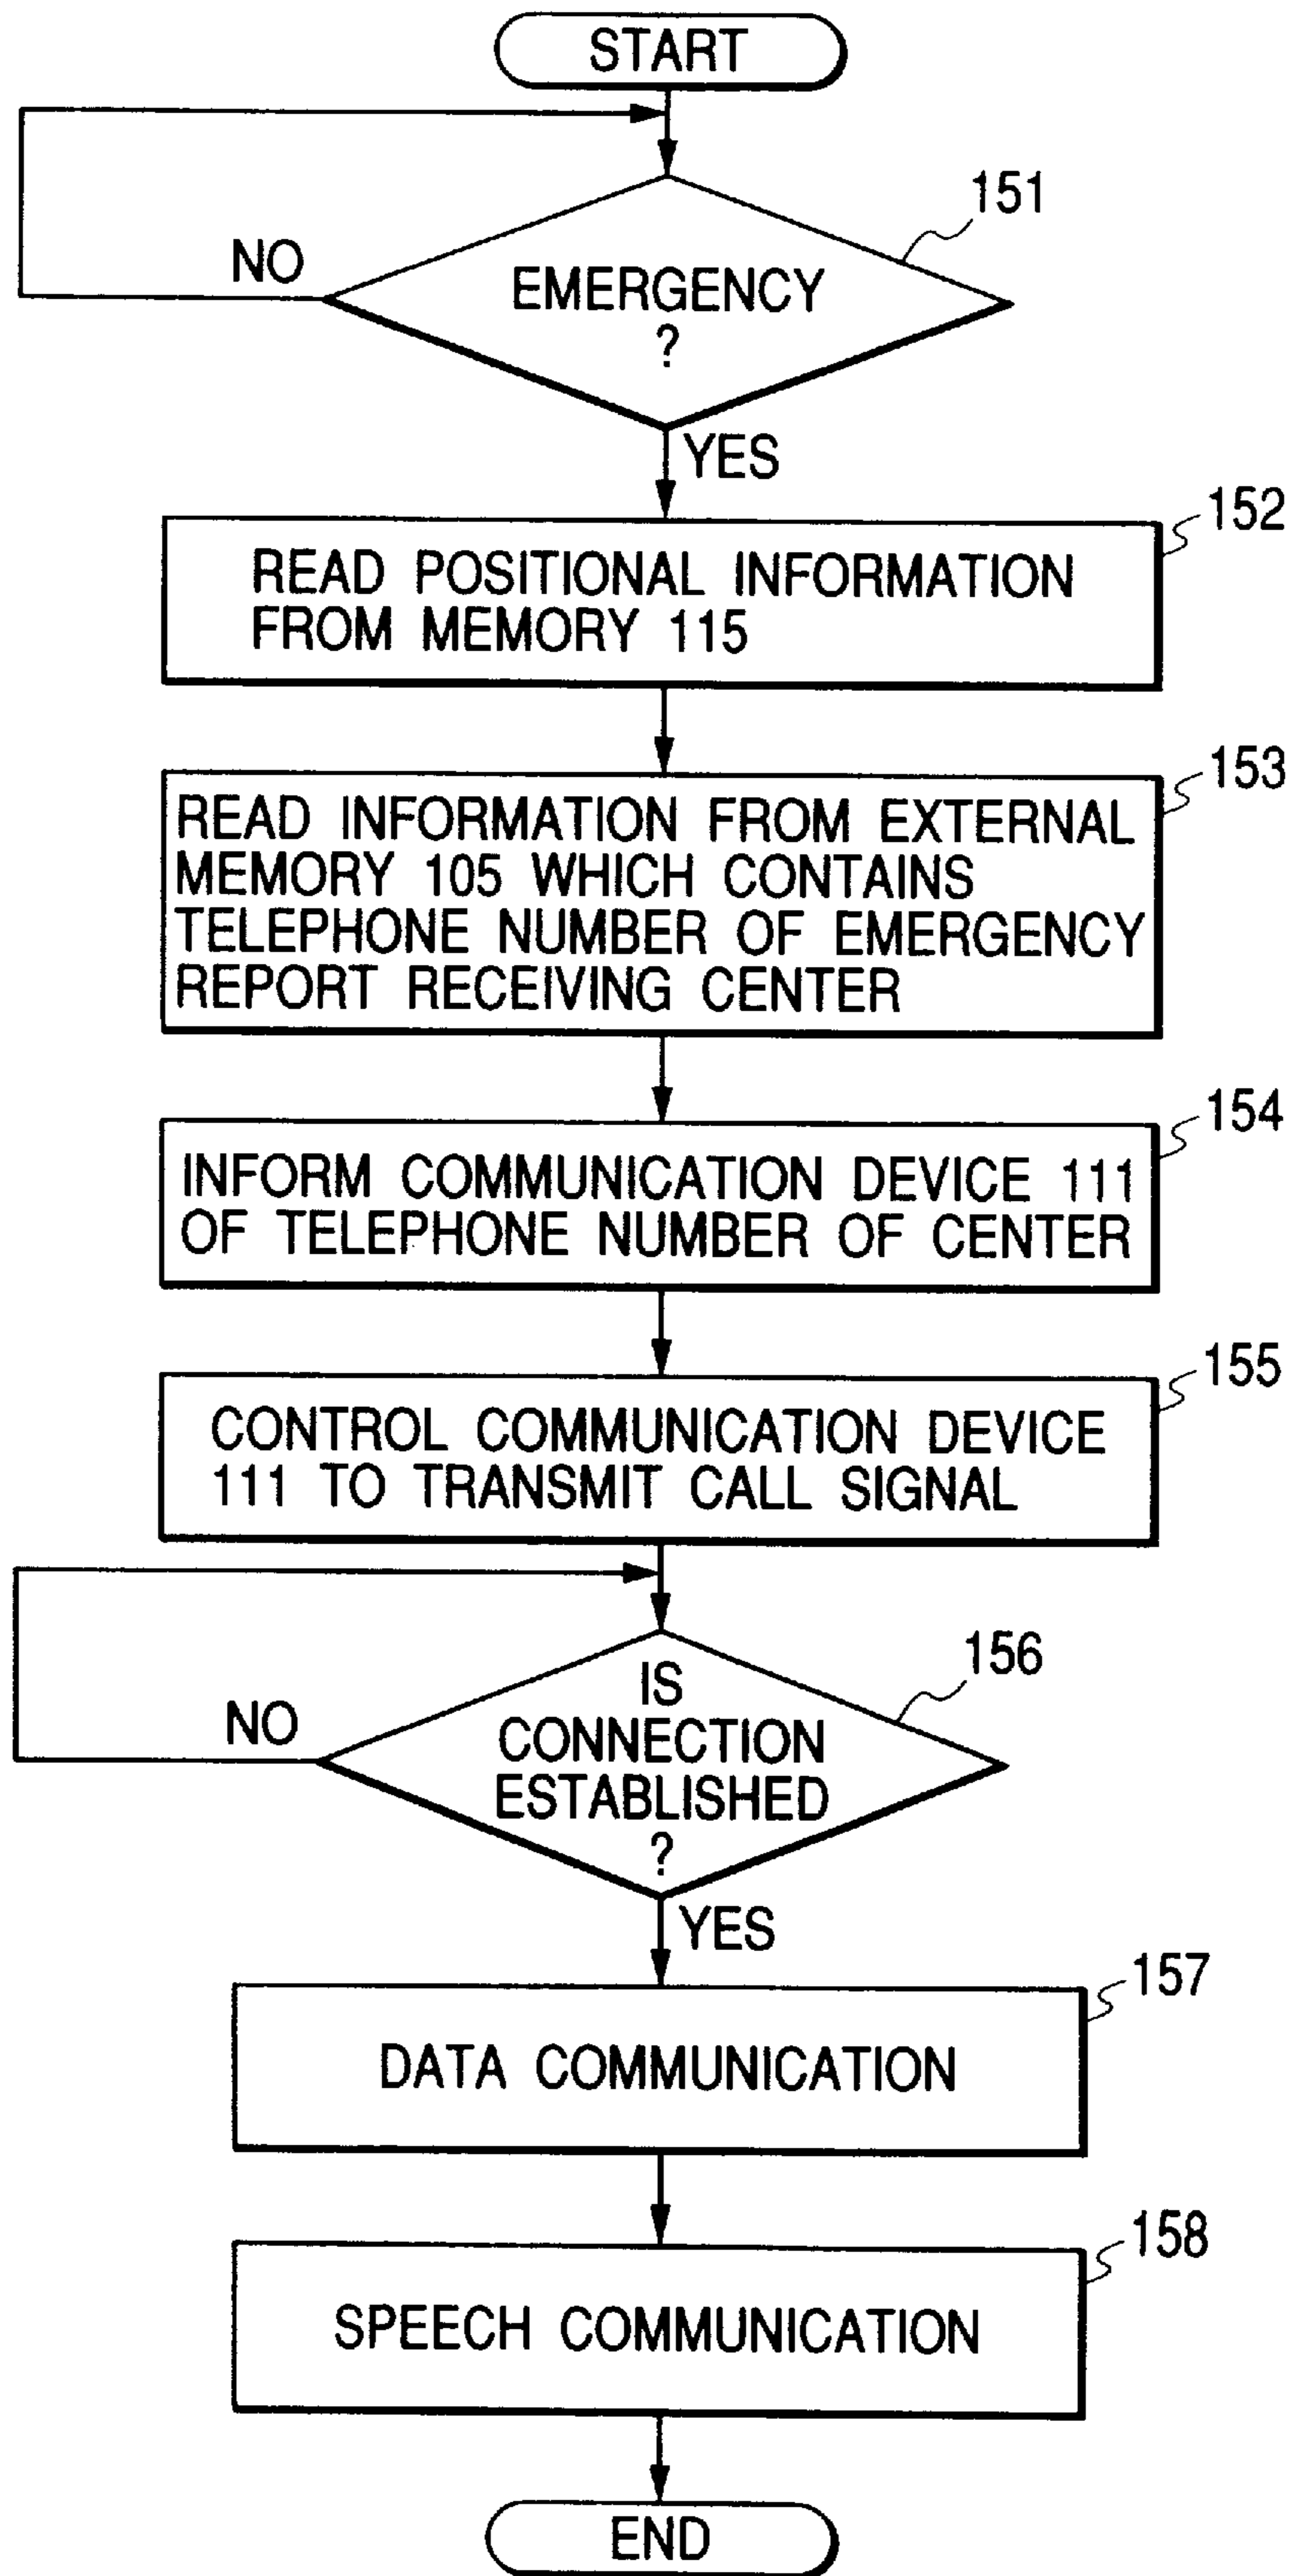 START
151
NO
EMERGENCY
?
YES
152
READ POSITIONAL INFORMATION
FROM MEMORY 115
153
READ INFORMATION FROM EXTERNAL
MEMORY 105 WHICH CONTAINS
TELEPHONE NUMBER OF EMERGENCY
REPORT RECEIVING CENTER
154
INFORM COMMUNICATION DEVICE 111
OF TELEPHONE NUMBER OF CENTER
155
CONTROL COMMUNICATION DEVICE
111 TO TRANSMIT CALL SIGNAL
156
NO
IS
CONNECTION
ESTABLISHED
?
YES
157
DATA COMMUNICATION
158
SPEECH COMMUNICATION
END